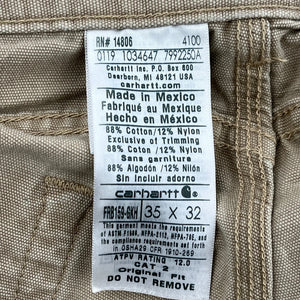 RN# 14806 4100
0119 1034647 7992250A
Carhartt Inc. P.O. Box 600
Dearborn, MI 48121 USA
carhartt.com
Made in Mexico
Fabriqué au Mexique
Hecho en México
88% Cotton/12% Nylon
Exclusive of Trimming
88% Coton/12% Nylon
Sans garniture
88% Algodón /12% Nilón
Sin incluir adorno
carhartt
FRB159-GKH 35 X 32
This garment meets the requirements
of ASTM F1506, NFPA-2112, NFPA-70E, and
the compliance requirements set forth
in OSHA29 CFR 1910-269
ATPV RATING 12.0
CAT 2
Original Fit
DO NOT REMOVE